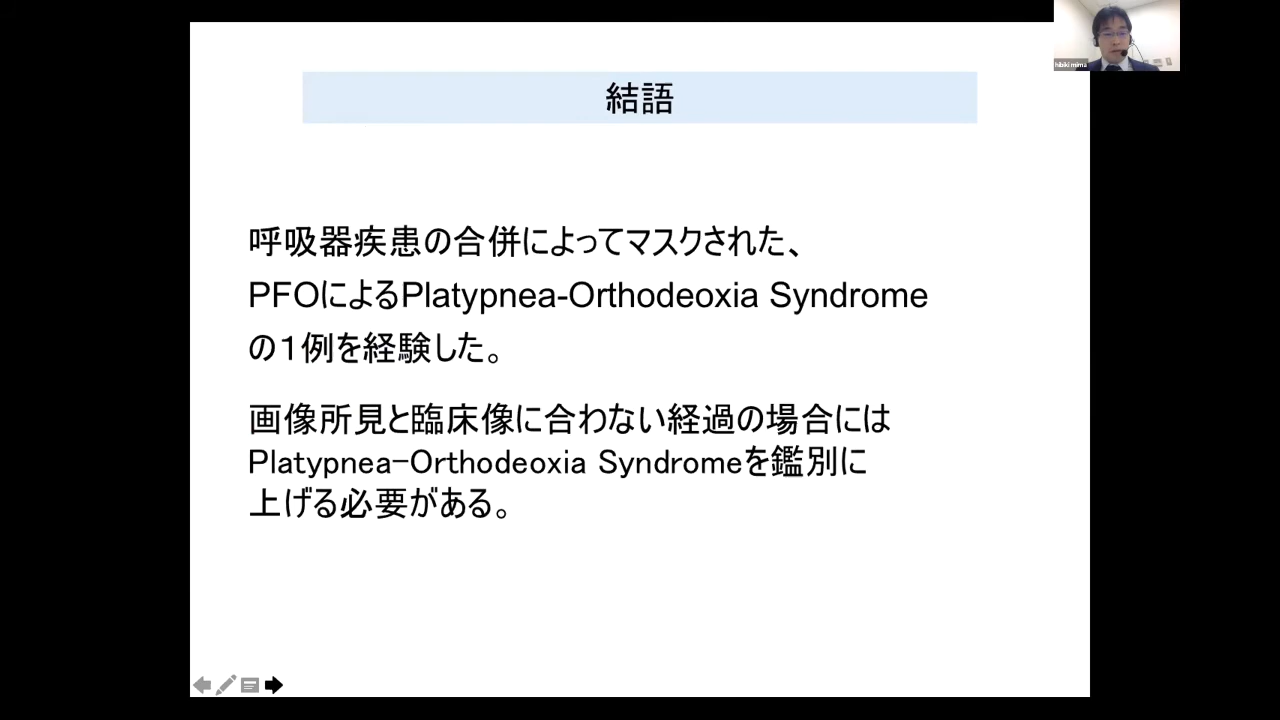 hibiki mima
結語
呼吸器疾患の合併によってマスクされた、
PFOによるPlatypnea-Orthodeoxia Syndrome
の１例を経験した。
画像所見と臨床像に合わない経過の場合には
Platypnea-Orthodeoxia Syndromeを鑑別に
上げる必要がある。